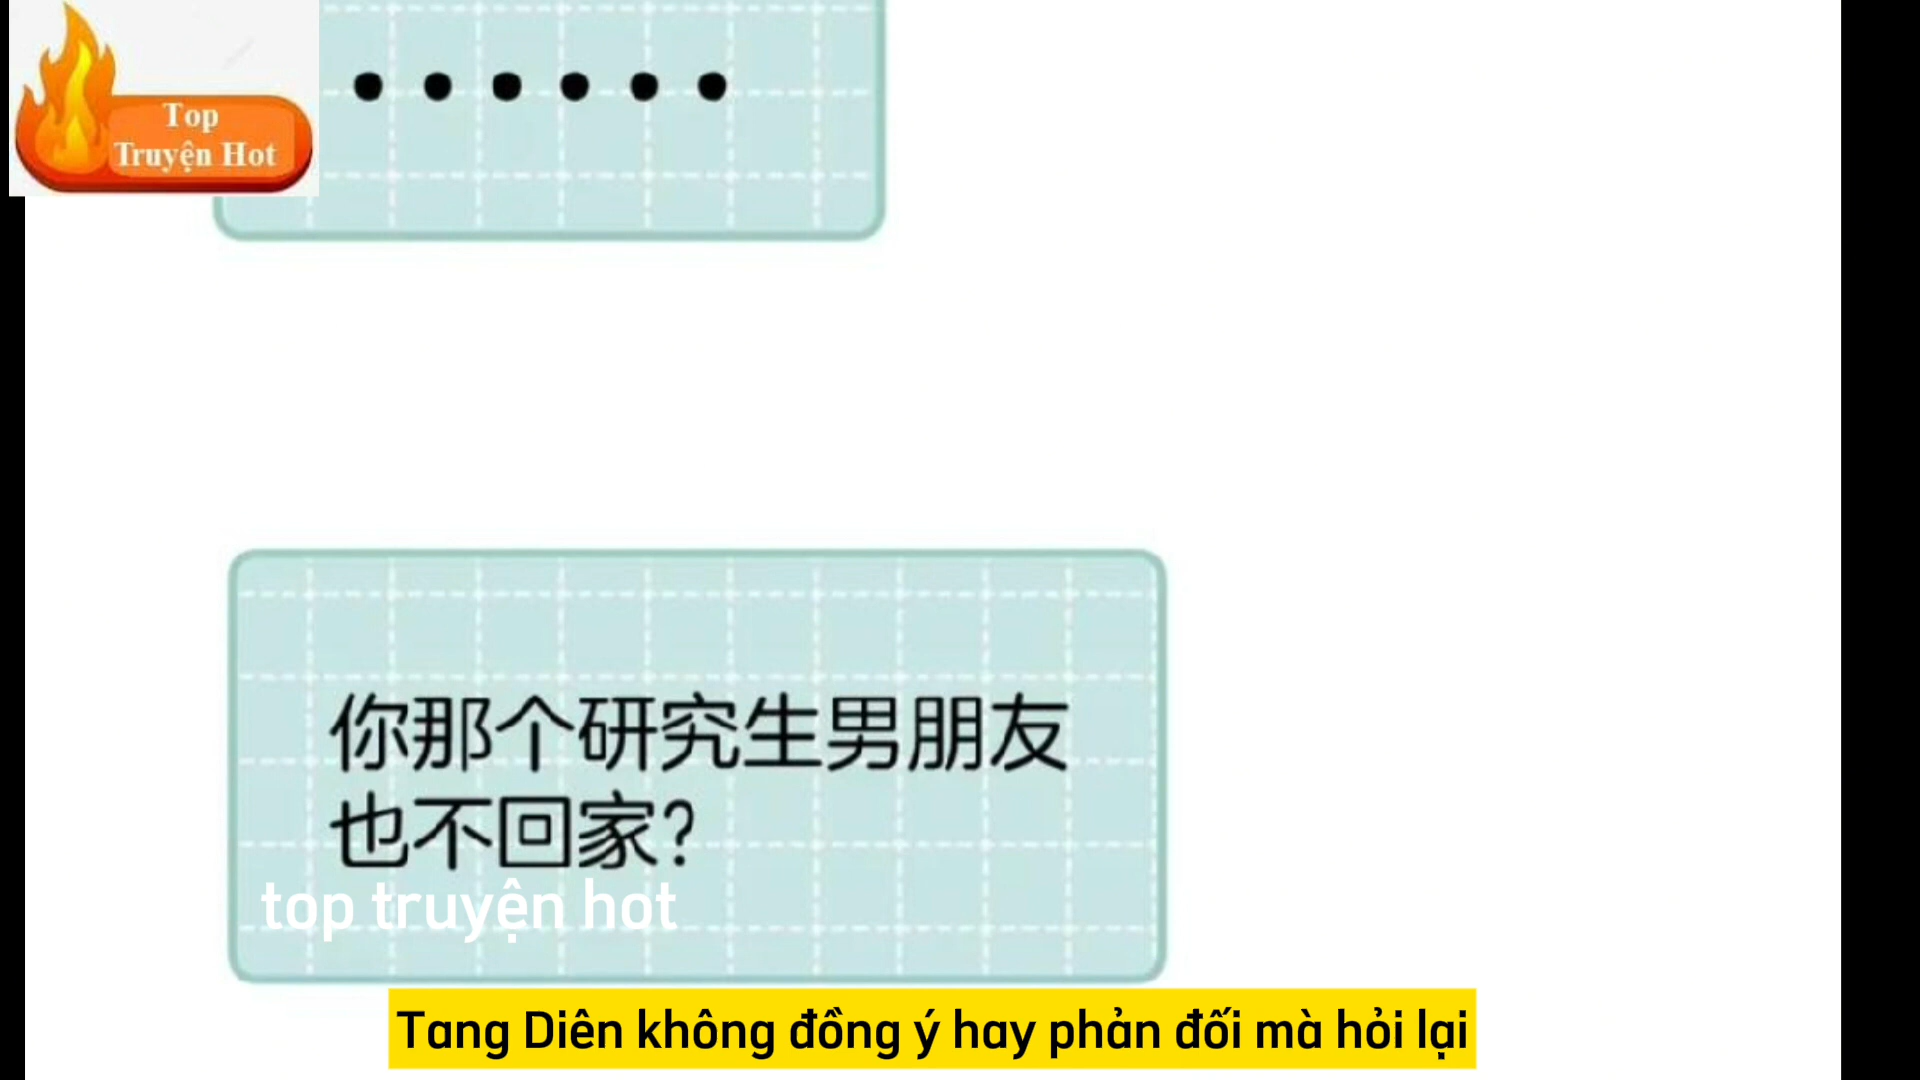 Top
Truyện Hot
......
你那个研究生男朋友
也不回家?
top truyện hot
Tang Diên không đồng ý hay phản đối mà hỏi lại